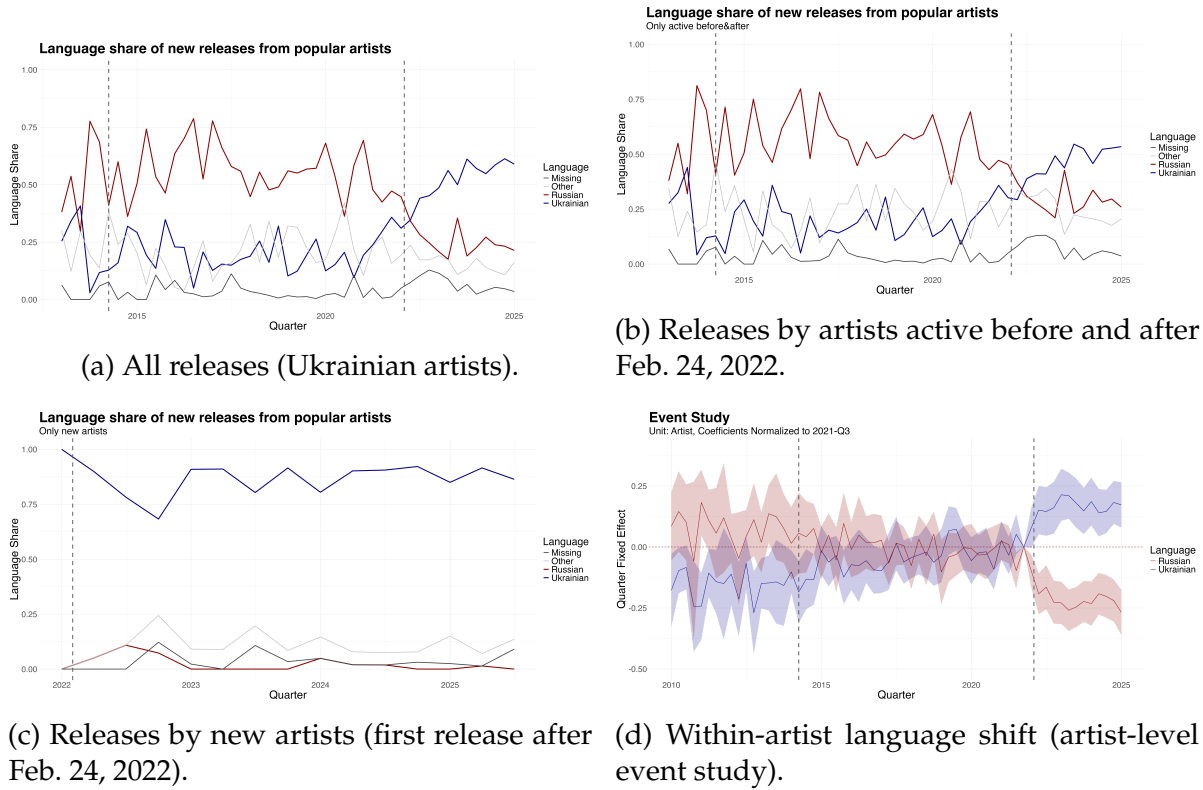 Language share of new releases from popular artists
1.00
0.75
0.50
0.25
0.00
Language Share
2015
2020
2025
Quarter
Language
Missing
Other
Russian
Ukrainian
(a) All releases (Ukrainian artists).
Language share of new releases from popular artists
Only active before&after
1.00
0.75
0.50
0.25
0.00
Language Share
2015
2020
2025
Quarter
Language
Missing
Other
Russian
Ukrainian
(b) Releases by artists active before and after
Feb. 24, 2022.
Language share of new releases from popular artists
Only new artists
1.00
0.75
0.50
0.25
0.00
Language Share
2022
2023
2024
2025
Quarter
Language
Missing
Other
Russian
Ukrainian
(c) Releases by new artists (first release after
Feb. 24, 2022).
Event Study
Unit: Artist, Coefficients Normalized to 2021-Q3
0.25
0.00
-0.25
-0.50
Quarter Fixed Effect
2010
2015
2020
2025
Quarter
Language
Russian
Ukrainian
(d) Within-artist language shift (artist-level
event study).